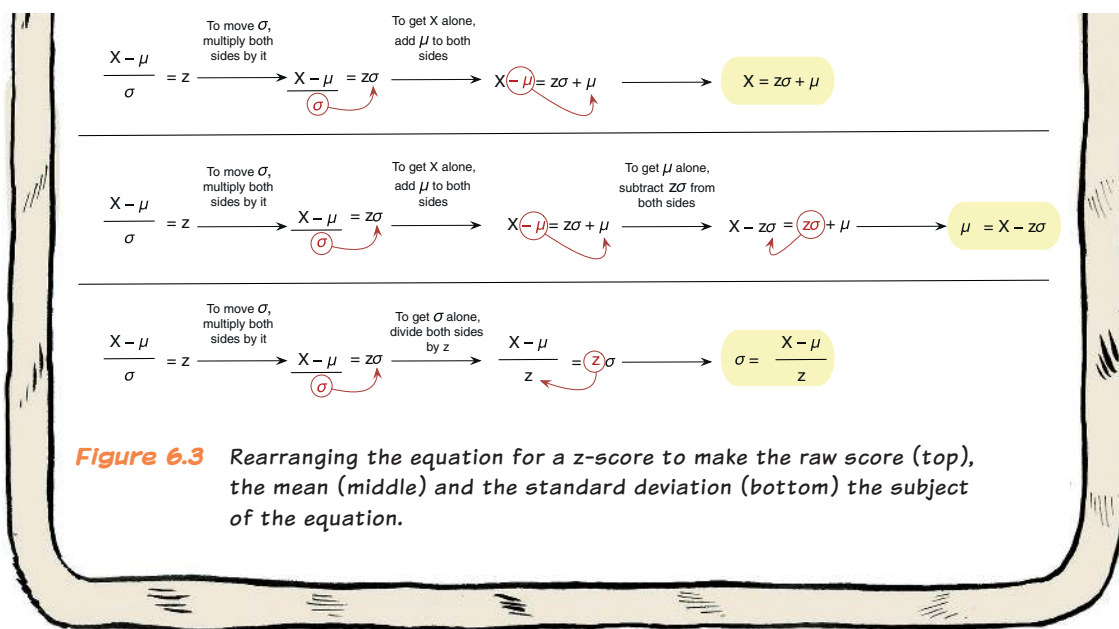 To move σ,
multiply both
sides by it
To get X alone,
add μ to both
sides
X – μ
σ
= z
X – μ
σ
= zσ
X – μ = zσ + μ
X = zσ + μ
To move σ,
multiply both
sides by it
To get X alone,
add μ to both
sides
To get μ alone,
subtract zσ from
both sides
X – μ
σ
= z
X – μ
σ
= zσ
X – μ = zσ + μ
X – zσ = zσ + μ
μ = X – zσ
To move σ,
multiply both
sides by it
To get σ alone,
divide both sides
by z
X – μ
σ
= z
X – μ
σ
= zσ
X – μ
z
= zσ
σ =
X – μ
z
Figure 6.3 Rearranging the equation for a z-score to make the raw score (top),
the mean (middle) and the standard deviation (bottom) the subject
of the equation.